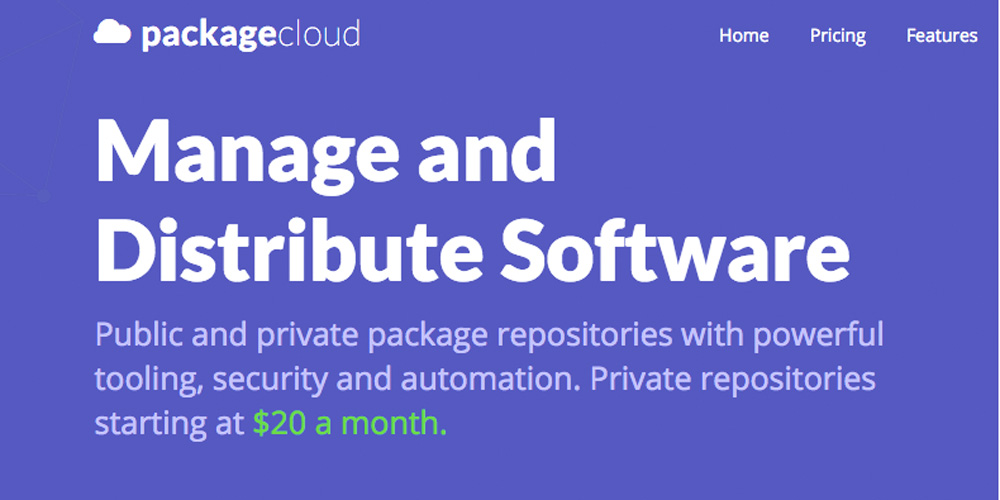 packagecloud
Home Pricing Features
Manage and
Distribute Software
Public and private package repositories with powerful
tooling, security and automation. Private repositories
starting at $20 a month.